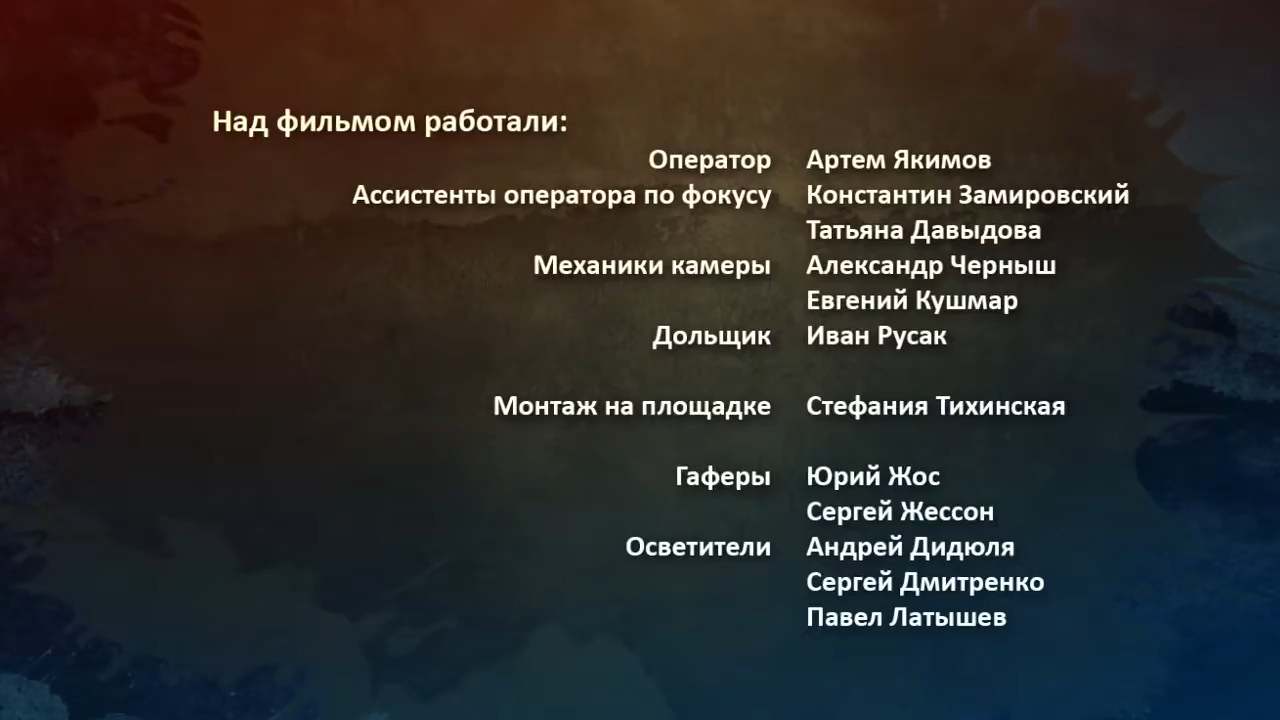 Над фильмом работали:
Оператор Артем Якимов
Ассистенты оператора по фокусу Константин Замировский
Татьяна Давыдова
Механики камеры Александр Черныш
Евгений Кушмар
Дольщик Иван Русак
Монтаж на площадке Стефания Тихинская
Гаферы Юрий Жос
Сергей Жессон
Осветители Андрей Дидюля
Сергей Дмитренко
Павел Латышев